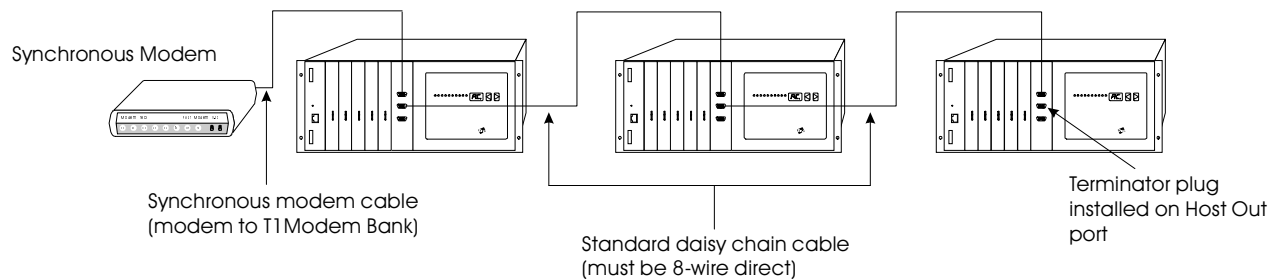 Synchronous Modem
Synchronous modem cable
(modem to T1Modem Bank)
Standard daisy chain cable
(must be 8-wire direct)
Terminator plug
installed on Host Out
port